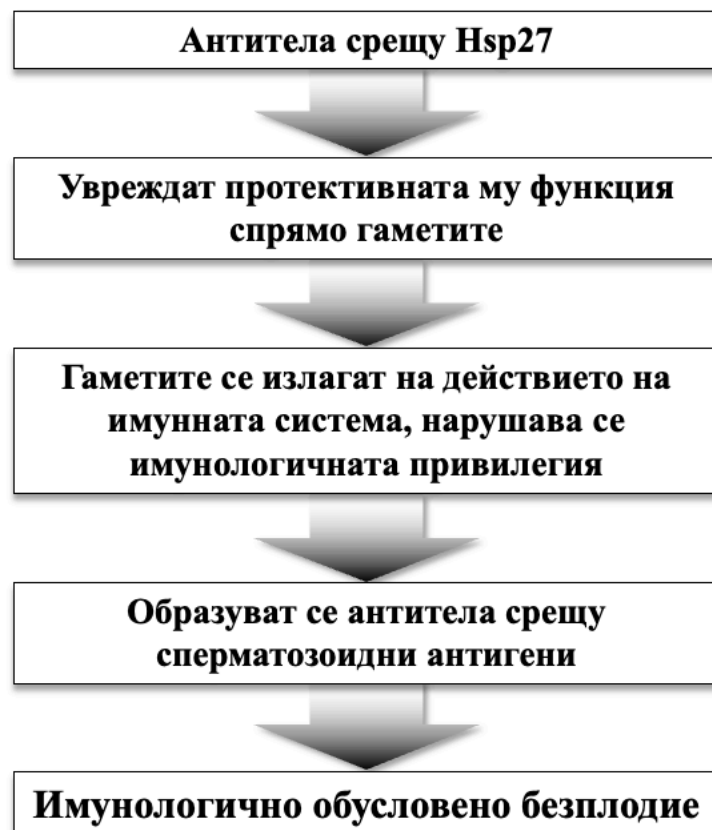 Антитела срещу Hsp27
Увреждат протективната му функция
спрямо гаметите
Гаметите се излагат на действието на
имунната система, нарушава се
имунологичната привилегия
Образуват се антитела срещу
сперматозоидни антигени
Имунологично обусловено безплодие